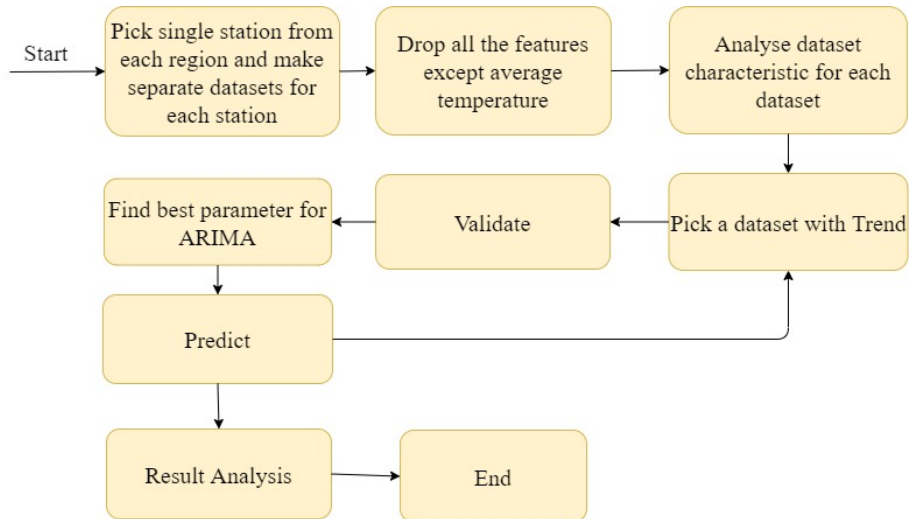 Start
Pick single station from
each region and make
separate datasets for
each station
Drop all the features
except average
temperature
Analyse dataset
characteristic for each
dataset
Pick a dataset with Trend
Validate
Find best parameter for
ARIMA
Predict
Result Analysis
End